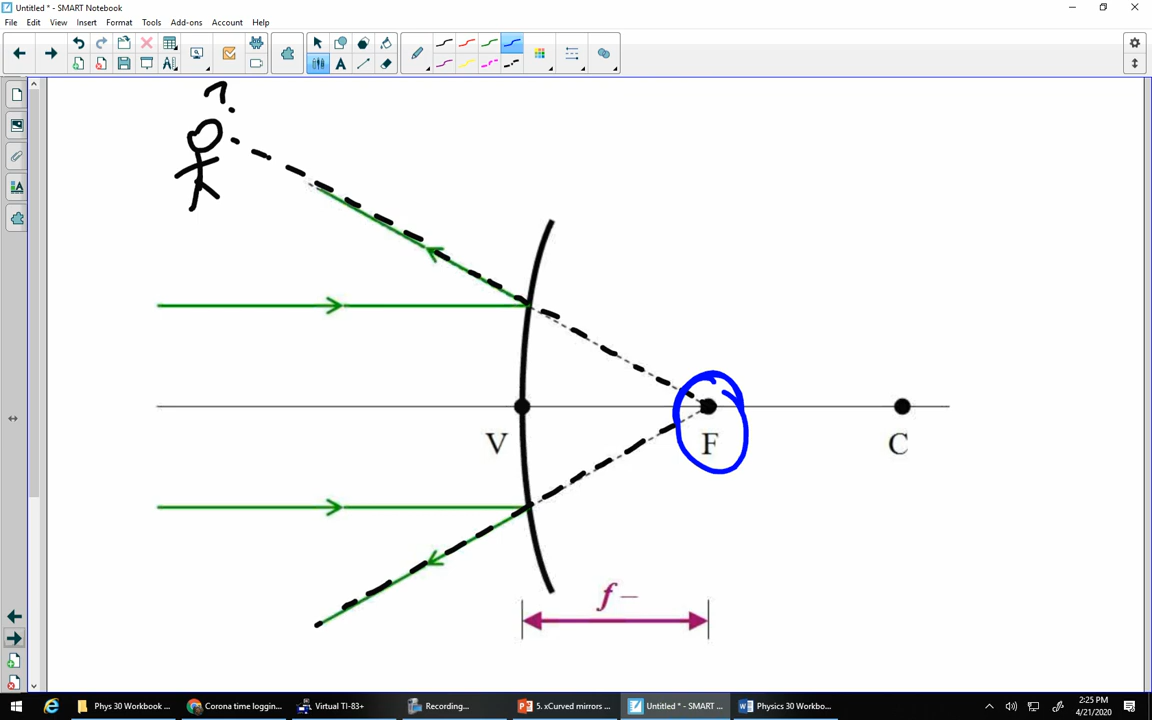 Untitled * - SMART Notebook
File Edit View Insert Format Tools Add-ons Account Help
?
V
F
C
f –
Phys 30 Workbook ...
Corona time loggin...
Virtual TI-83+
Recording...
5. xCurved mirrors ...
Untitled * - SMART ...
Physics 30 Workbo...
2:25 PM
4/21/2020